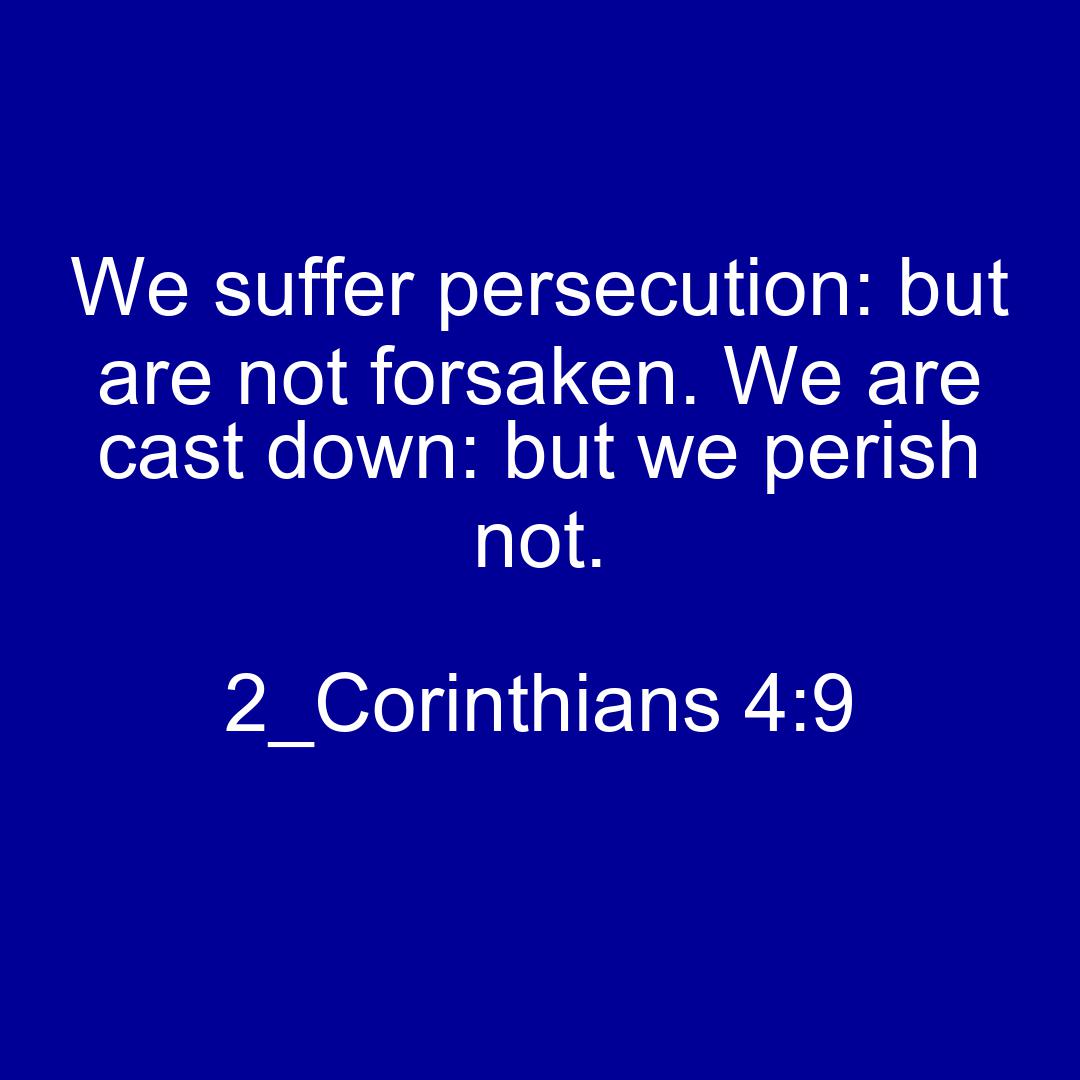 We suffer persecution: but
are not forsaken. We are
cast down: but we perish
not.
2_Corinthians 4:9